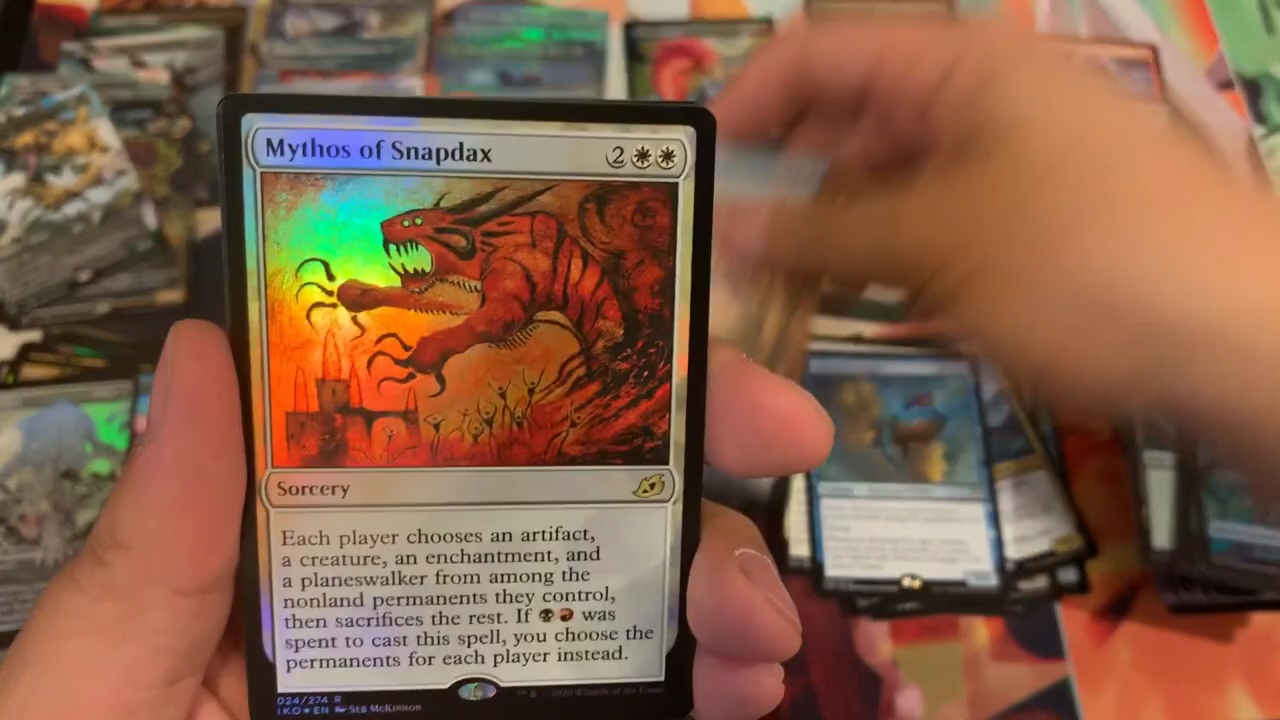 Mythos of Snapdax 2
Sorcery
Each player chooses an artifact,
a creature, an enchantment, and
a planeswalker from among the
nonland permanents they control,
then sacrifices the rest. If was
spent to cast this spell, you choose the
permanents for each player instead.
024/274 R
IKO★EN SEB MCKINNON
™ & © 2020 Wizards of the Coast